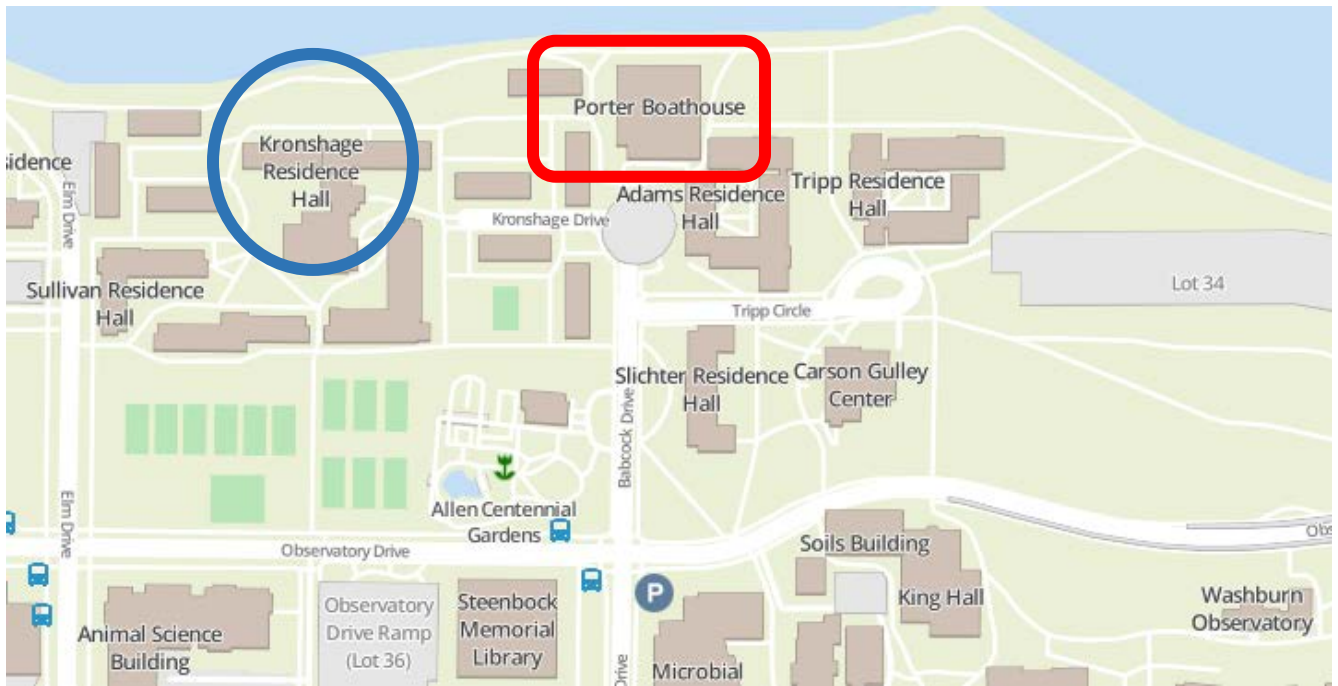 Porter Boathouse
Kronshage
Residence
Hall
sidence
Adams Residence
Hall
Tripp Residence
Hall
Elm Drive
Kronshage Drive
Sullivan Residence
Hall
Lot 34
Tripp Circle
Slichter Residence
Hall
Carson Gulley
Center
Babcock Drive
Elm Drive
Allen Centennial
Gardens
Observatory Drive
Soils Building
Obs
Observatory
Drive Ramp
(Lot 36)
Steenbock
Memorial
Library
P
King Hall
Washburn
Observatory
Animal Science
Building
Microbial
Drive